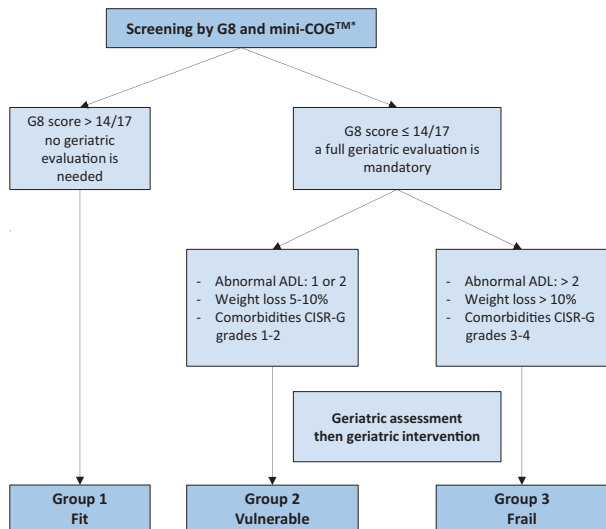 Screening by G8 and mini-COG™*
G8 score > 14/17
no geriatric
evaluation is
needed
G8 score ≤ 14/17
a full geriatric evaluation is
mandatory
- Abnormal ADL: 1 or 2
- Weight loss 5-10%
- Comorbidities CISR-G
grades 1-2
- Abnormal ADL: > 2
- Weight loss > 10%
- Comorbidities CISR-G
grades 3-4
Geriatric assessment
then geriatric intervention
Group 1
Fit
Group 2
Vulnerable
Group 3
Frail